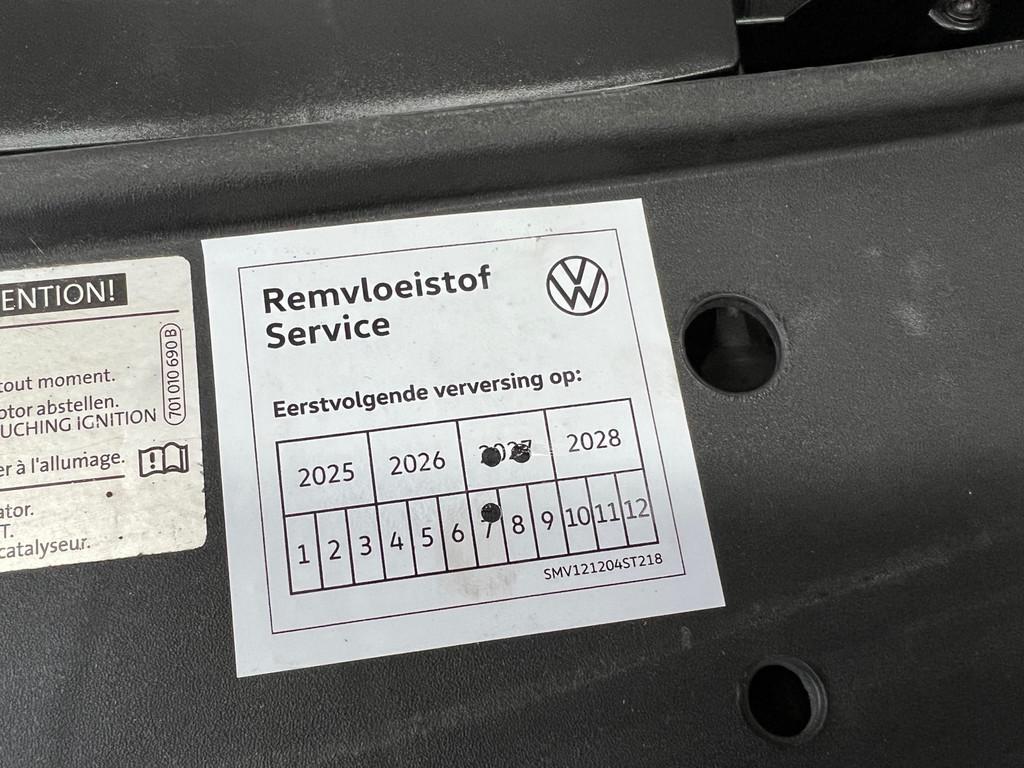 ENTION!
tout moment.
otor abstellen.
UCHING IGNITION
701 010 690 B
er à l'allumage.
ator.
T.
catalyseur.
Remvloeistof
Service
Eerstvolgende verversing op:
2025 2026 2027 2028
1 2 3 4 5 6 7 8 9 10 11 12
SMV121204ST218